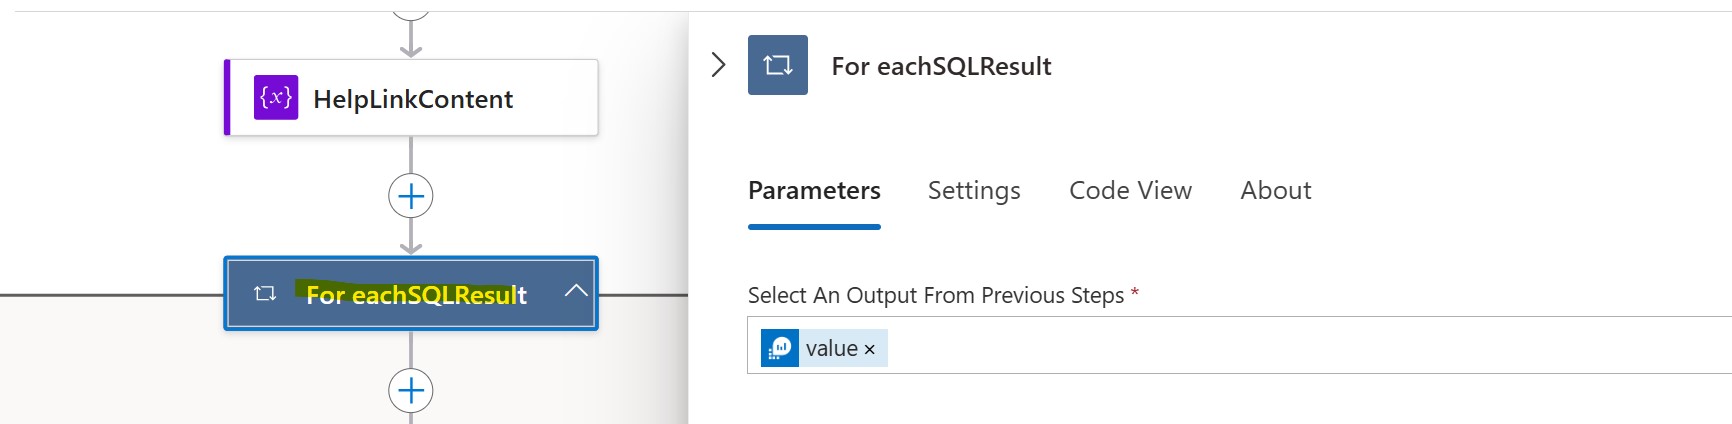 {x} HelpLinkContent
For eachSQLResult
For eachSQLResult
Parameters Settings Code View About
Select An Output From Previous Steps *
value ×